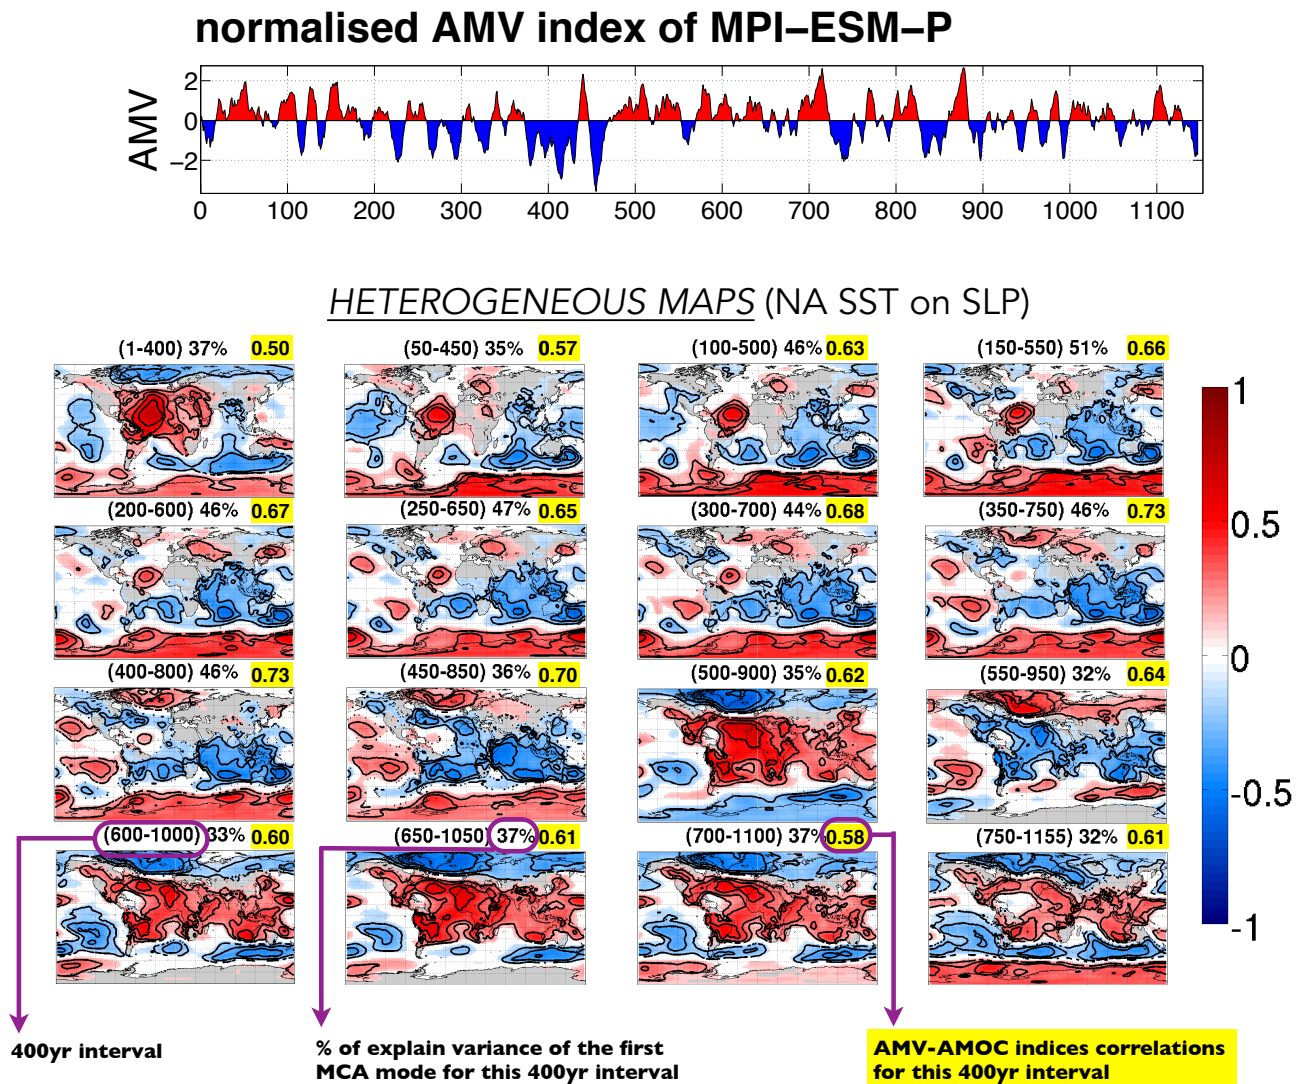 normalised AMV index of MPI–ESM–P
AMV
2
0
−2
0 100 200 300 400 500 600 700 800 900 1000 1100
HETEROGENEOUS MAPS (NA SST on SLP)
(1-400) 37% 0.50
(50-450) 35% 0.57
(100-500) 46% 0.63
(150-550) 51% 0.66
(200-600) 46% 0.67
(250-650) 47% 0.65
(300-700) 44% 0.68
(350-750) 46% 0.73
(400-800) 46% 0.73
(450-850) 36% 0.70
(500-900) 35% 0.62
(550-950) 32% 0.64
(600-1000) 33% 0.60
(650-1050) 37% 0.61
(700-1100) 37% 0.58
(750-1155) 32% 0.61
1
0.5
0
-0.5
-1
400yr interval
% of explain variance of the first
MCA mode for this 400yr interval
AMV-AMOC indices correlations
for this 400yr interval